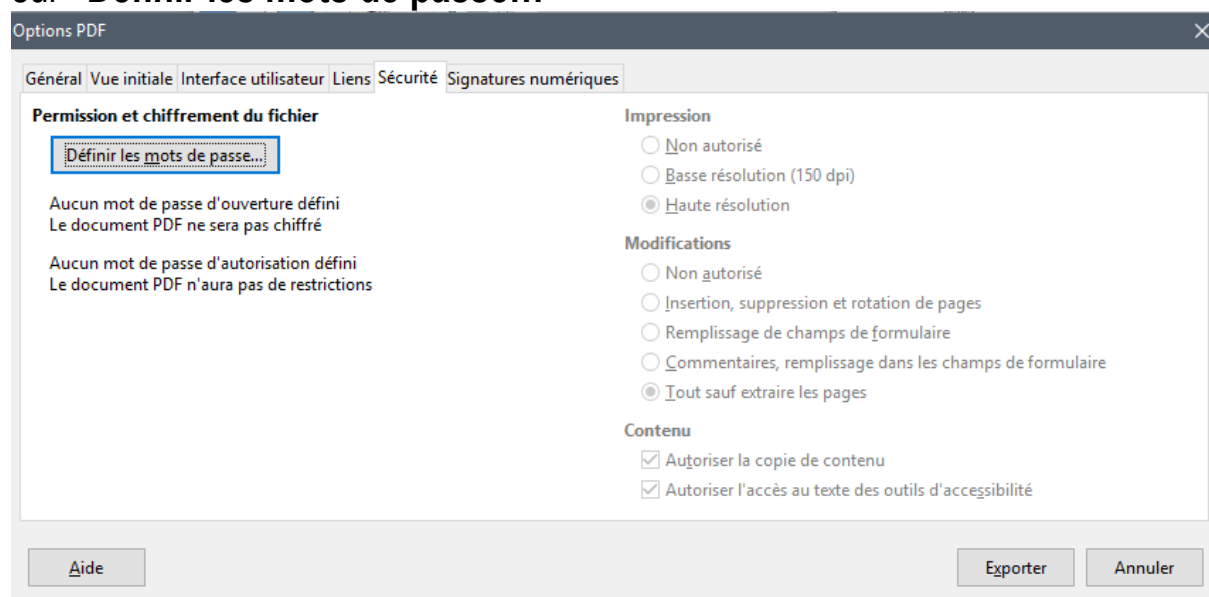 Définir les mots de passe...
Options PDF
Général Vue initiale Interface utilisateur Liens Sécurité Signatures numériques
Permission et chiffrement du fichier
Définir les mots de passe...
Aucun mot de passe d'ouverture défini
Le document PDF ne sera pas chiffré
Aucun mot de passe d'autorisation défini
Le document PDF n'aura pas de restrictions
Impression
Non autorisé
Basse résolution (150 dpi)
Haute résolution
Modifications
Non autorisé
Insertion, suppression et rotation de pages
Remplissage de champs de formulaire
Commentaires, remplissage dans les champs de formulaire
Tout sauf extraire les pages
Contenu
Autoriser la copie de contenu
Autoriser l'accès au texte des outils d'accessibilité
Aide
Exporter
Annuler